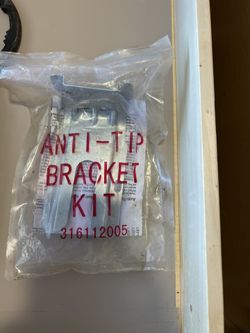 ANTI-TIP
BRACKET
KIT
316112005